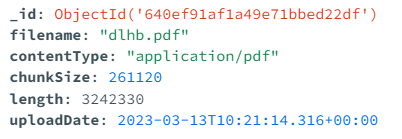 _id: ObjectId('640ef91af1a49e71bbed22df')
filename: "dlhb.pdf"
contentType: "application/pdf"
chunkSize: 261120
length: 3242330
uploadDate: 2023-03-13T10:21:14.316+00:00